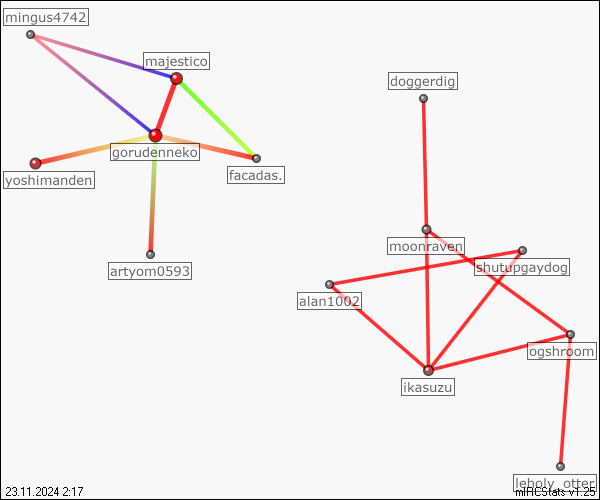 mingus4742
majestico
doggerdig
gorudenneko
yoshimanden
facadas.
moonraven
shutupgaydog
artyom0593
alan1002
ogshroom
ikasuzu
leholy_otter
23.11.2024 2:17
mIRCStats v1.25